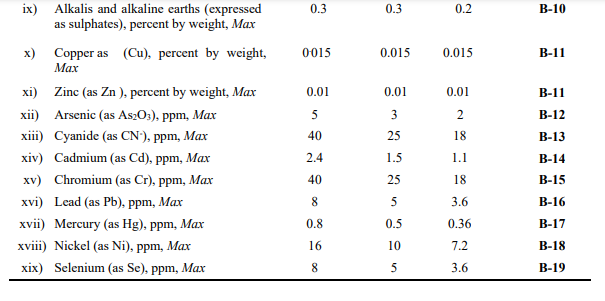 ix) Alkalis and alkaline earths (expressed 0.3 0.3 0.2 B-10
as sulphates), percent by weight, Max
x) Copper as (Cu), percent by weight, 0015 0.015 0.015 B-11
Max
xi) Zinc (as Zn ), percent by weight, Max 0.01 0.01 0.01 B-11
xii) Arsenic (as As₂O₃), ppm, Max 5 3 2 B-12
xiii) Cyanide (as CN⁻), ppm, Max 40 25 18 B-13
xiv) Cadmium (as Cd), ppm, Max 2.4 1.5 1.1 B-14
xv) Chromium (as Cr), ppm, Max 40 25 18 B-15
xvi) Lead (as Pb), ppm, Max 8 5 3.6 B-16
xvii) Mercury (as Hg), ppm, Max 0.8 0.5 0.36 B-17
xviii) Nickel (as Ni), ppm, Max 16 10 7.2 B-18
xix) Selenium (as Se), ppm, Max 8 5 3.6 B-19